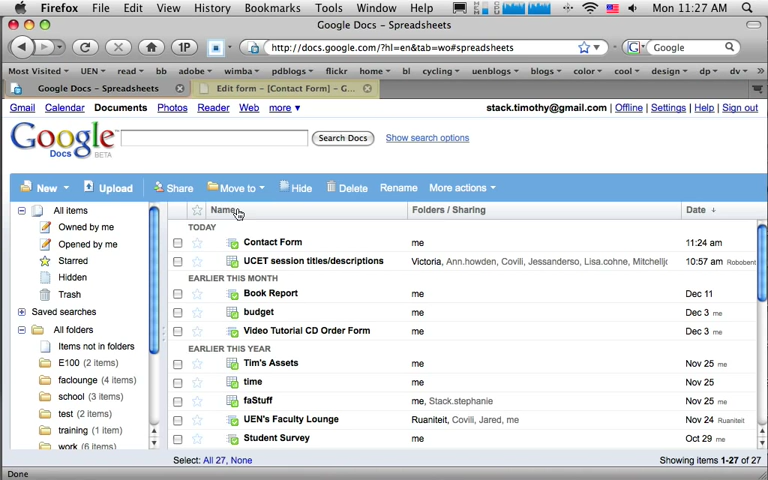 Firefox File Edit View History Bookmarks Tools Window Help Mon 11:27 AM
Google Docs - Spreadsheets
1P http://docs.google.com/?hl=en&tab=wo#spreadsheets Google
Most Visited UEN read bb adobe wimba pdblogs flickr home bl cycling uenblogs blogs color cool design dp dv »
Google Docs - Spreadsheets Edit form - [Contact Form] - G...
Gmail Calendar Documents Photos Reader Web more ▼ stack.timothy@gmail.com | Offline | Settings | Help | Sign out
Google Docs BETA Search Docs Show search options
New Upload Share Move to Hide Delete Rename More actions
All items Name Folders / Sharing Date ↓
Owned by me TODAY
Opened by me Contact Form me 11:24 am
Starred UCET session titles/descriptions Victoria, Ann.howden, Covili, Jessanderso, Lisa.cohne, Mitchelljc 10:57 am Robobent
Hidden EARLIER THIS MONTH
Trash Book Report me Dec 11
Saved searches budget me Dec 3 me
All folders Video Tutorial CD Order Form me Dec 3 me
Items not in folders EARLIER THIS YEAR
E100 (2 items) Tim's Assets me Nov 25 me
faclounge (4 items) time me Nov 25
school (3 items) faStuff me, Stack.stephanie Nov 25 me
test (2 items) UEN's Faculty Lounge Ruaniteit, Covili, Jared, me Nov 24 Ruaniteit
training (1 item) Student Survey me Oct 29 me
work (6 items)
Select: All 27, None Showing items 1-27 of 27
Done